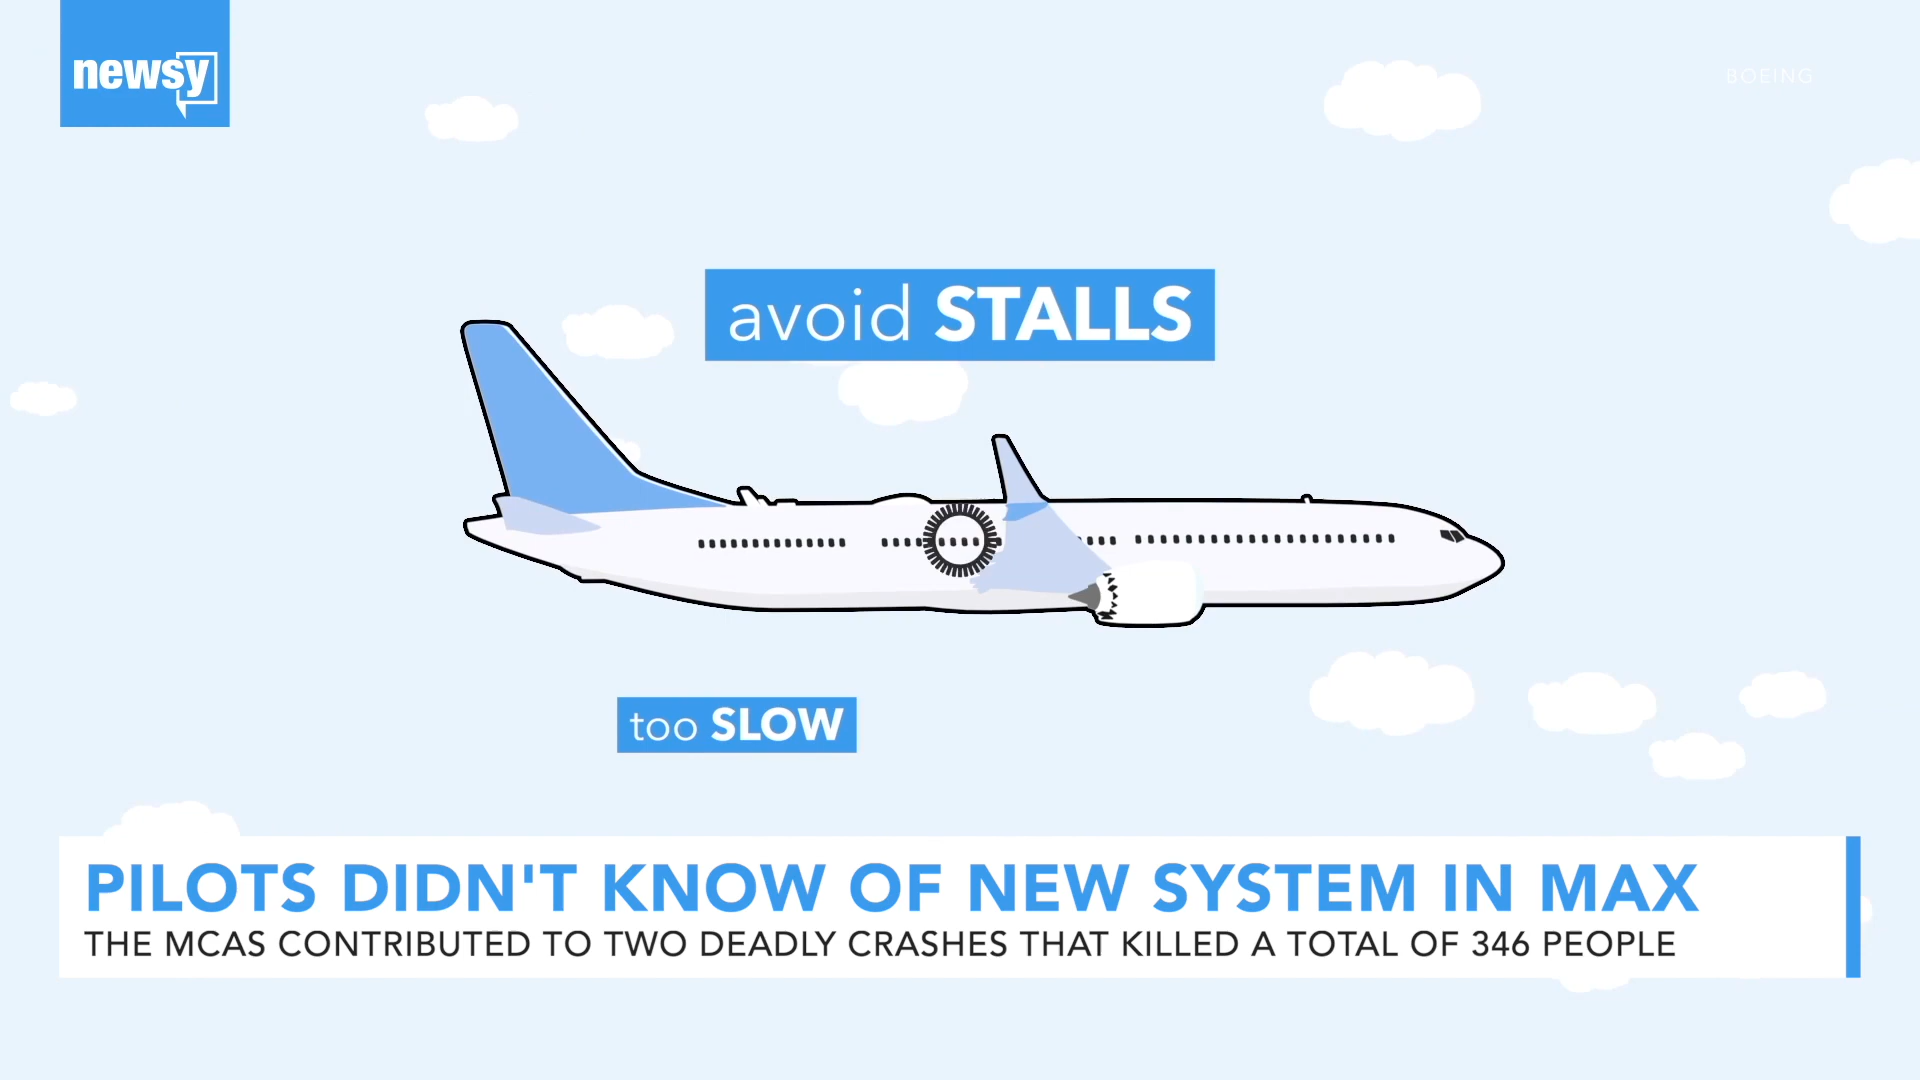 newsy
BOEING
avoid STALLS
too SLOW
PILOTS DIDN'T KNOW OF NEW SYSTEM IN MAX
THE MCAS CONTRIBUTED TO TWO DEADLY CRASHES THAT KILLED A TOTAL OF 346 PEOPLE